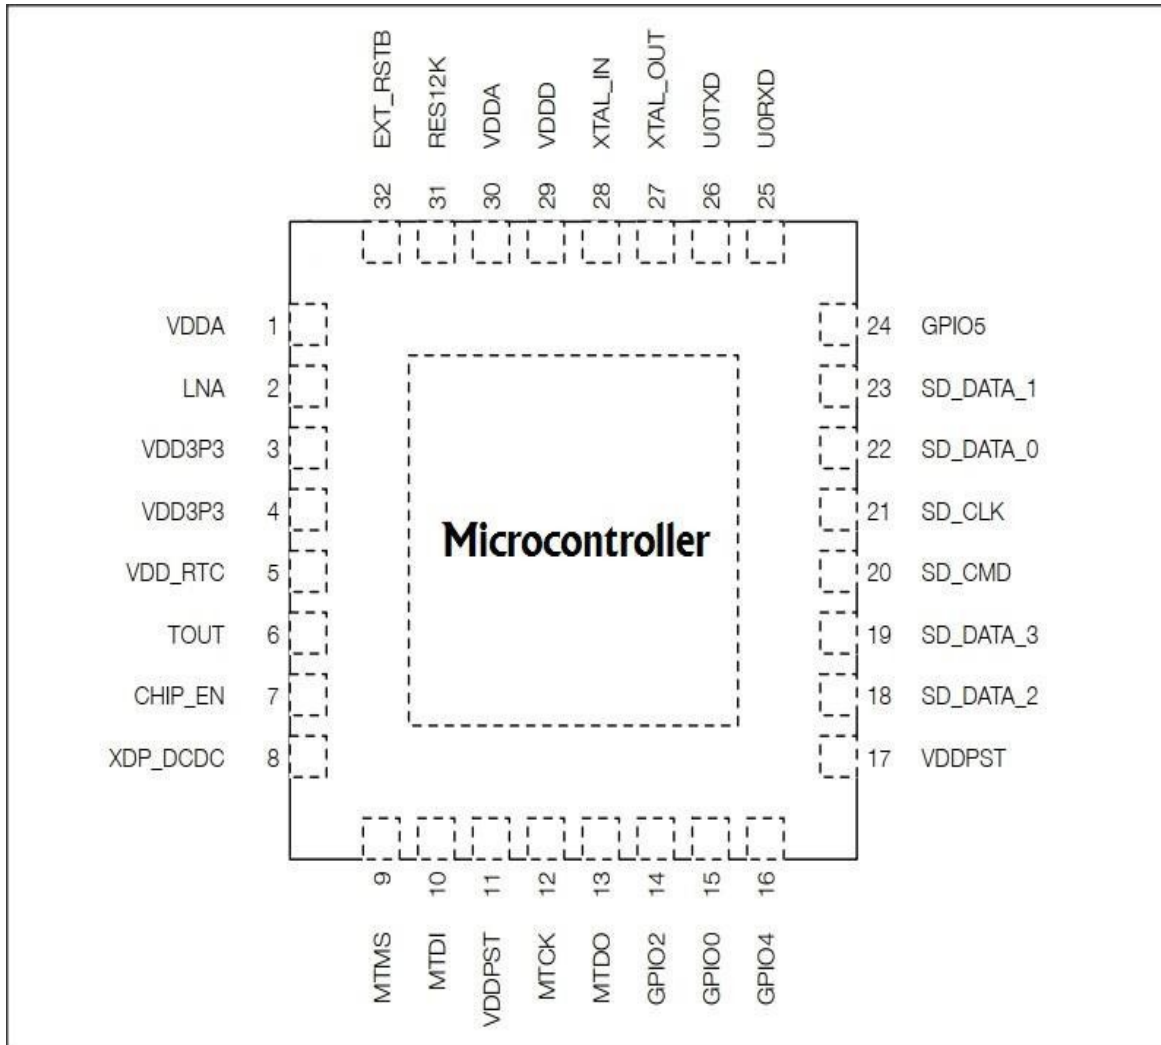 EXT_RSTB
RES12K
VDDA
VDDD
XTAL_IN
XTAL_OUT
U0TXD
U0RXD
32 31 30 29 28 27 26 25
VDDA 1
LNA 2
VDD3P3 3
VDD3P3 4
VDD_RTC 5
TOUT 6
CHIP_EN 7
XDP_DCDC 8
Microcontroller
24 GPIO5
23 SD_DATA_1
22 SD_DATA_0
21 SD_CLK
20 SD_CMD
19 SD_DATA_3
18 SD_DATA_2
17 VDDPST
9 10 11 12 13 14 15 16
MTMS
MTDI
VDDPST
MTCK
MTDO
GPIO2
GPIO0
GPIO4